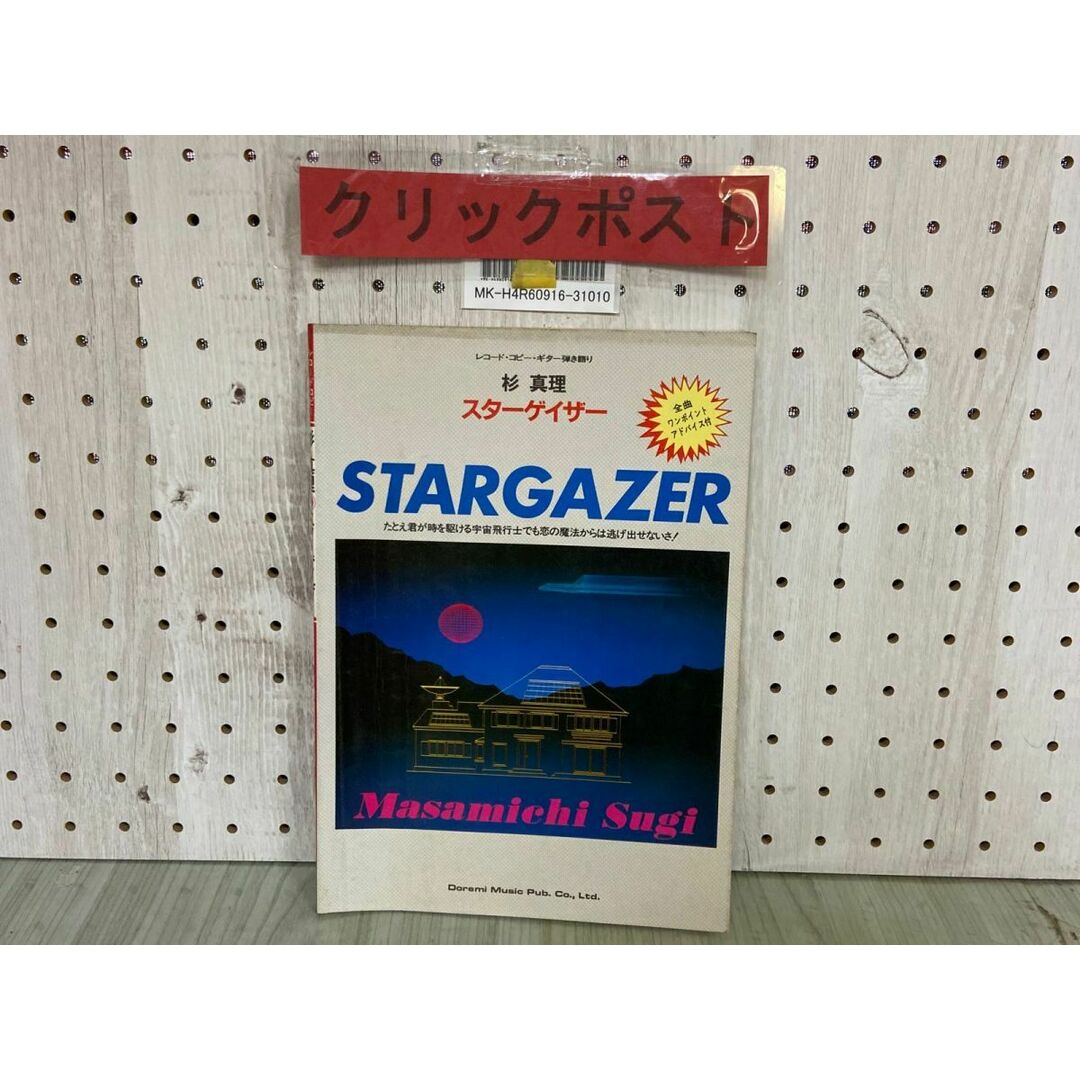 クリックポスト
MK-H4R60916-31010
レコード・コピー・ギター弾き語り
杉 真理
スターゲイザー
全曲
ワンポイント
アドバイス付
STARGAZER
たとえ君が時を駆ける宇宙飛行士でも恋の魔法からは逃げ出せないさ!
Masamichi Sugi
Doremi Music Pub. Co., Ltd.